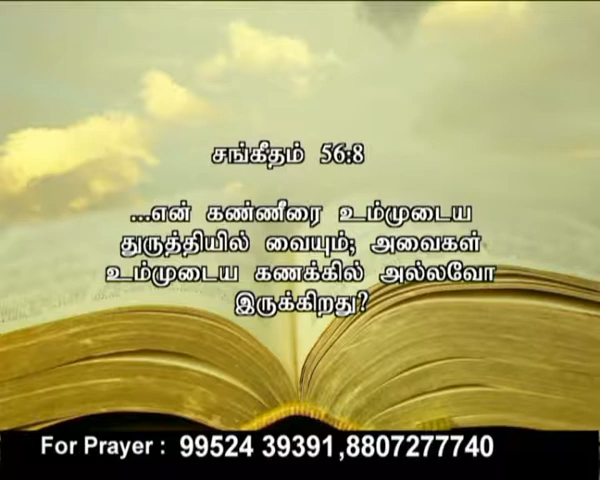 சங்கீதம் 56:8
...என் கண்ணீரை உம்முடைய
துருத்தியில் வையும்; அவைகள்
உம்முடைய கணக்கில் அல்லவோ
இருக்கிறது?
For Prayer : 99524 39391,8807277740